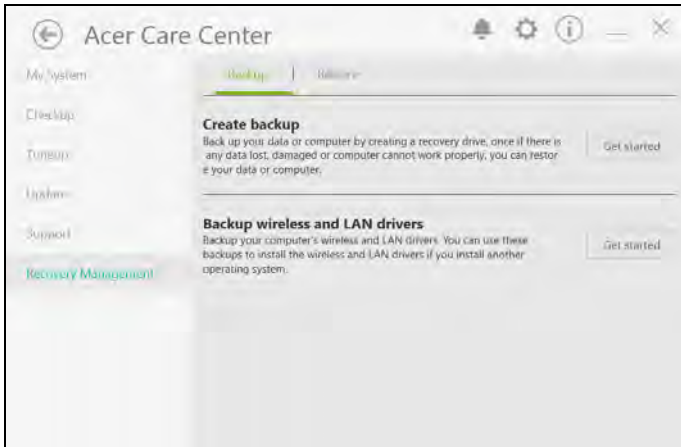 Acer Care Center
My System
Backup
Restore
Checkup
Create backup
Back up your data or computer by creating a recovery drive, once if there is
any data lost, damaged or computer cannot work properly, you can restor
e your data or computer.
Get started
Tuneup
Update
Support
Backup wireless and LAN drivers
Backup your computer's wireless and LAN drivers. You can use these
backups to install the wireless and LAN drivers if you install another
operating system.
Get started
Recovery Management